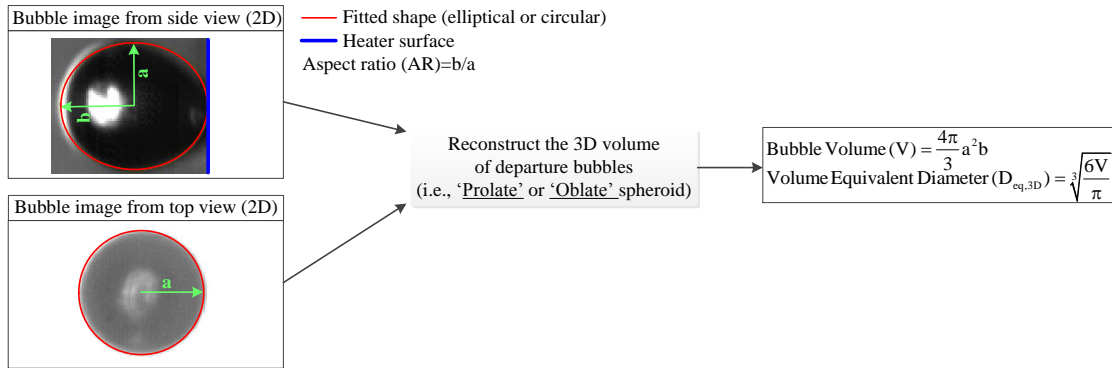 Bubble image from side view (2D)
a
b
Fitted shape (elliptical or circular)
Heater surface
Aspect ratio (AR)=b/a
Bubble image from top view (2D)
a
Reconstruct the 3D volume
of departure bubbles
(i.e., ‘Prolate’ or ‘Oblate’ spheroid)
Bubble Volume (V) = 4π/3 a²b
Volume Equivalent Diameter (D_eq,3D) = ∛(6V/π)